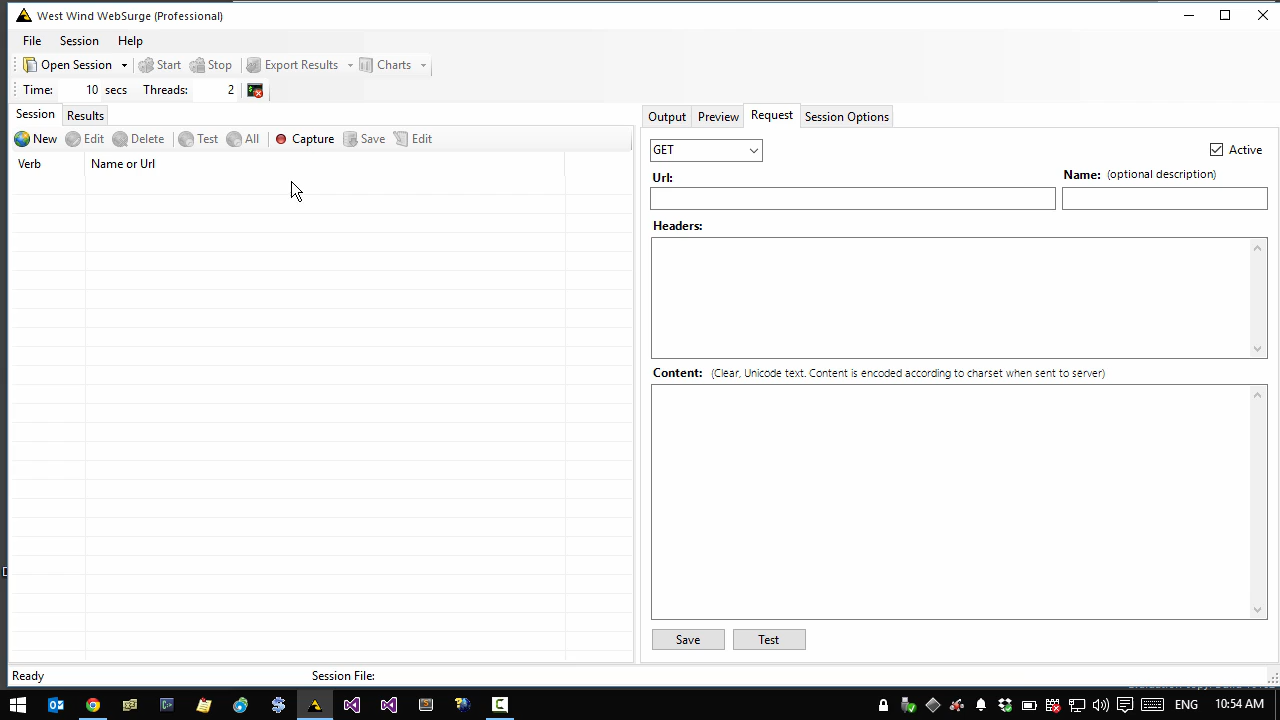 West Wind WebSurge (Professional)
File Session Help
Open Session Start Stop Export Results Charts
Time: 10 secs Threads: 2
Session Results
New Edit Delete Test All Capture Save Edit
Verb Name or Url
Output Preview Request Session Options
GET Active
Url: Name: (optional description)
Headers:
Content: (Clear, Unicode text. Content is encoded according to charset when sent to server)
Save Test
Ready Session File:
ENG 10:54 AM